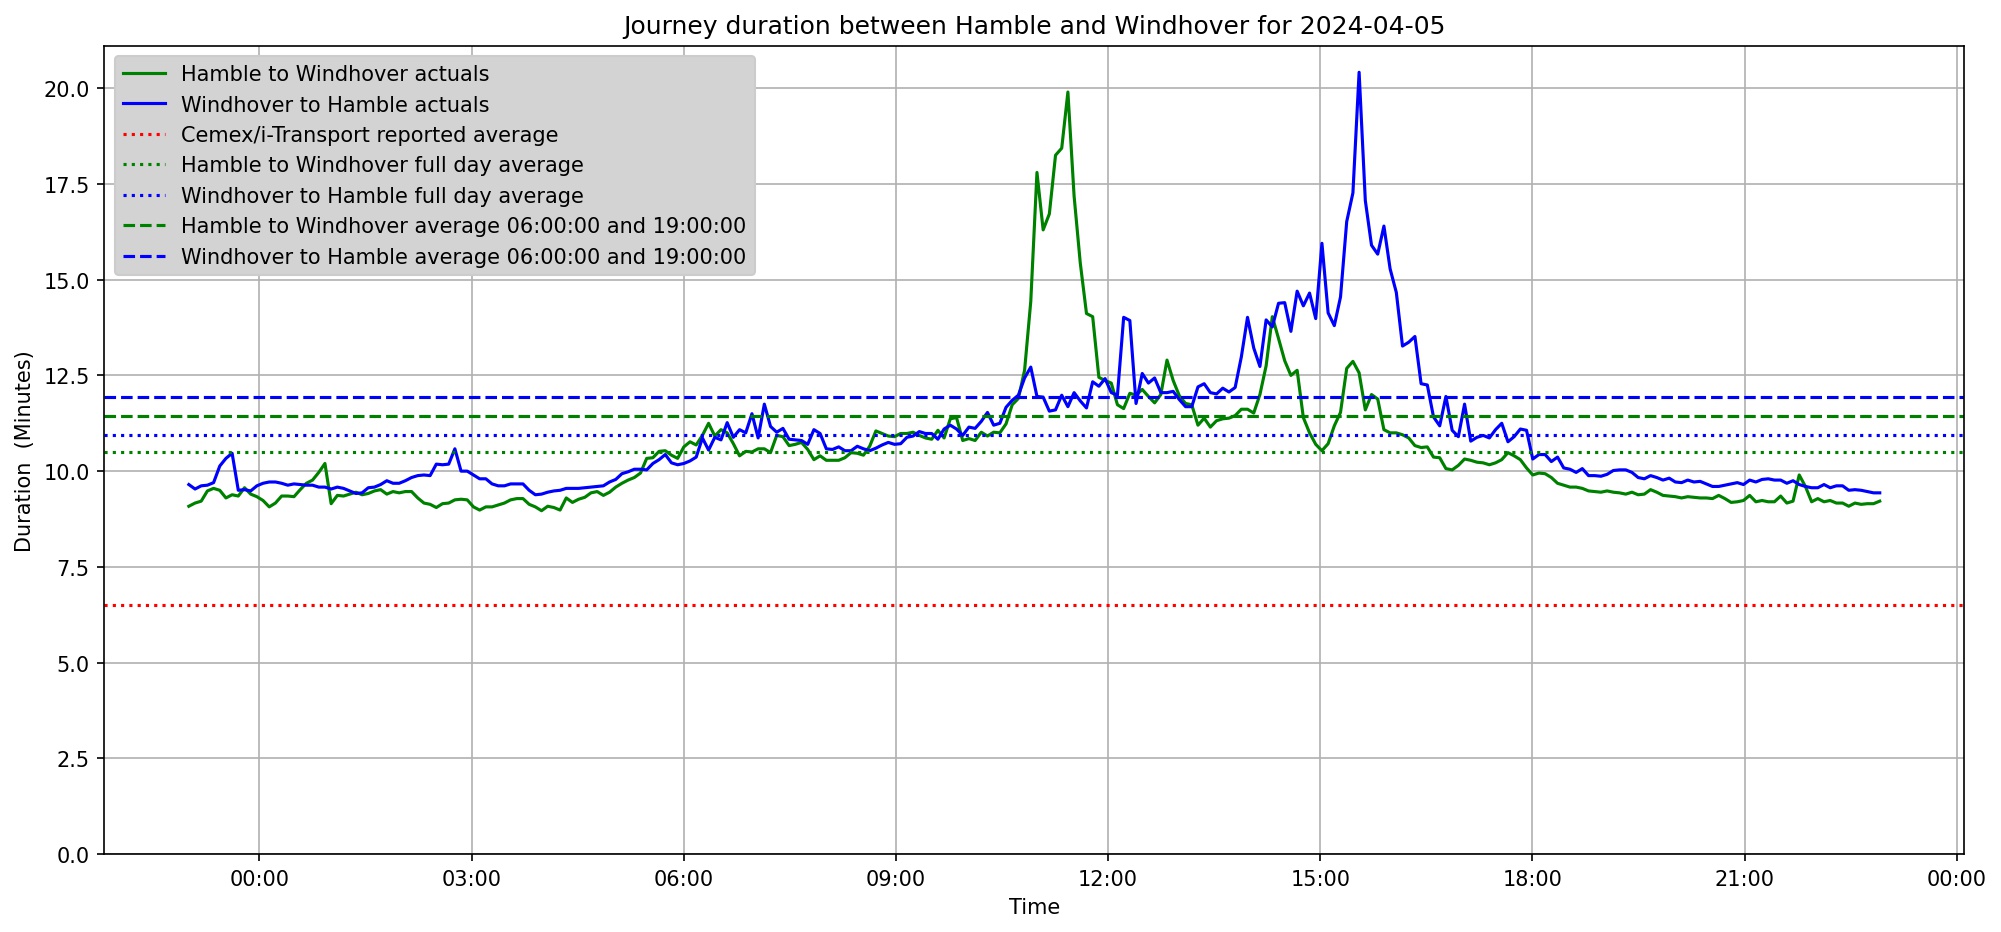 Journey duration between Hamble and Windhover for 2024-04-05
Hamble to Windhover actuals
Windhover to Hamble actuals
Cemex/i-Transport reported average
Hamble to Windhover full day average
Windhover to Hamble full day average
Hamble to Windhover average 06:00:00 and 19:00:00
Windhover to Hamble average 06:00:00 and 19:00:00
Duration  (Minutes)
20.0
17.5
15.0
12.5
10.0
7.5
5.0
2.5
0.0
00:00 03:00 06:00 09:00 12:00 15:00 18:00 21:00 00:00
Time